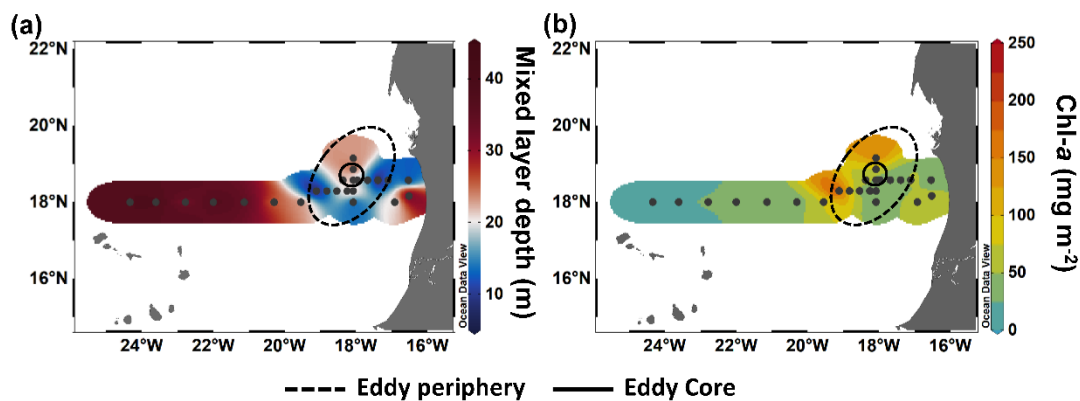 (a)
22°N
20°N
18°N
16°N
24°W 22°W 20°W 18°W 16°W
Ocean Data View
40
30
20
10
Mixed layer depth (m)
(b)
22°N
20°N
18°N
16°N
24°W 22°W 20°W 18°W 16°W
Ocean Data View
250
200
150
100
50
0
Chl-a (mg m⁻²)
Eddy periphery Eddy Core